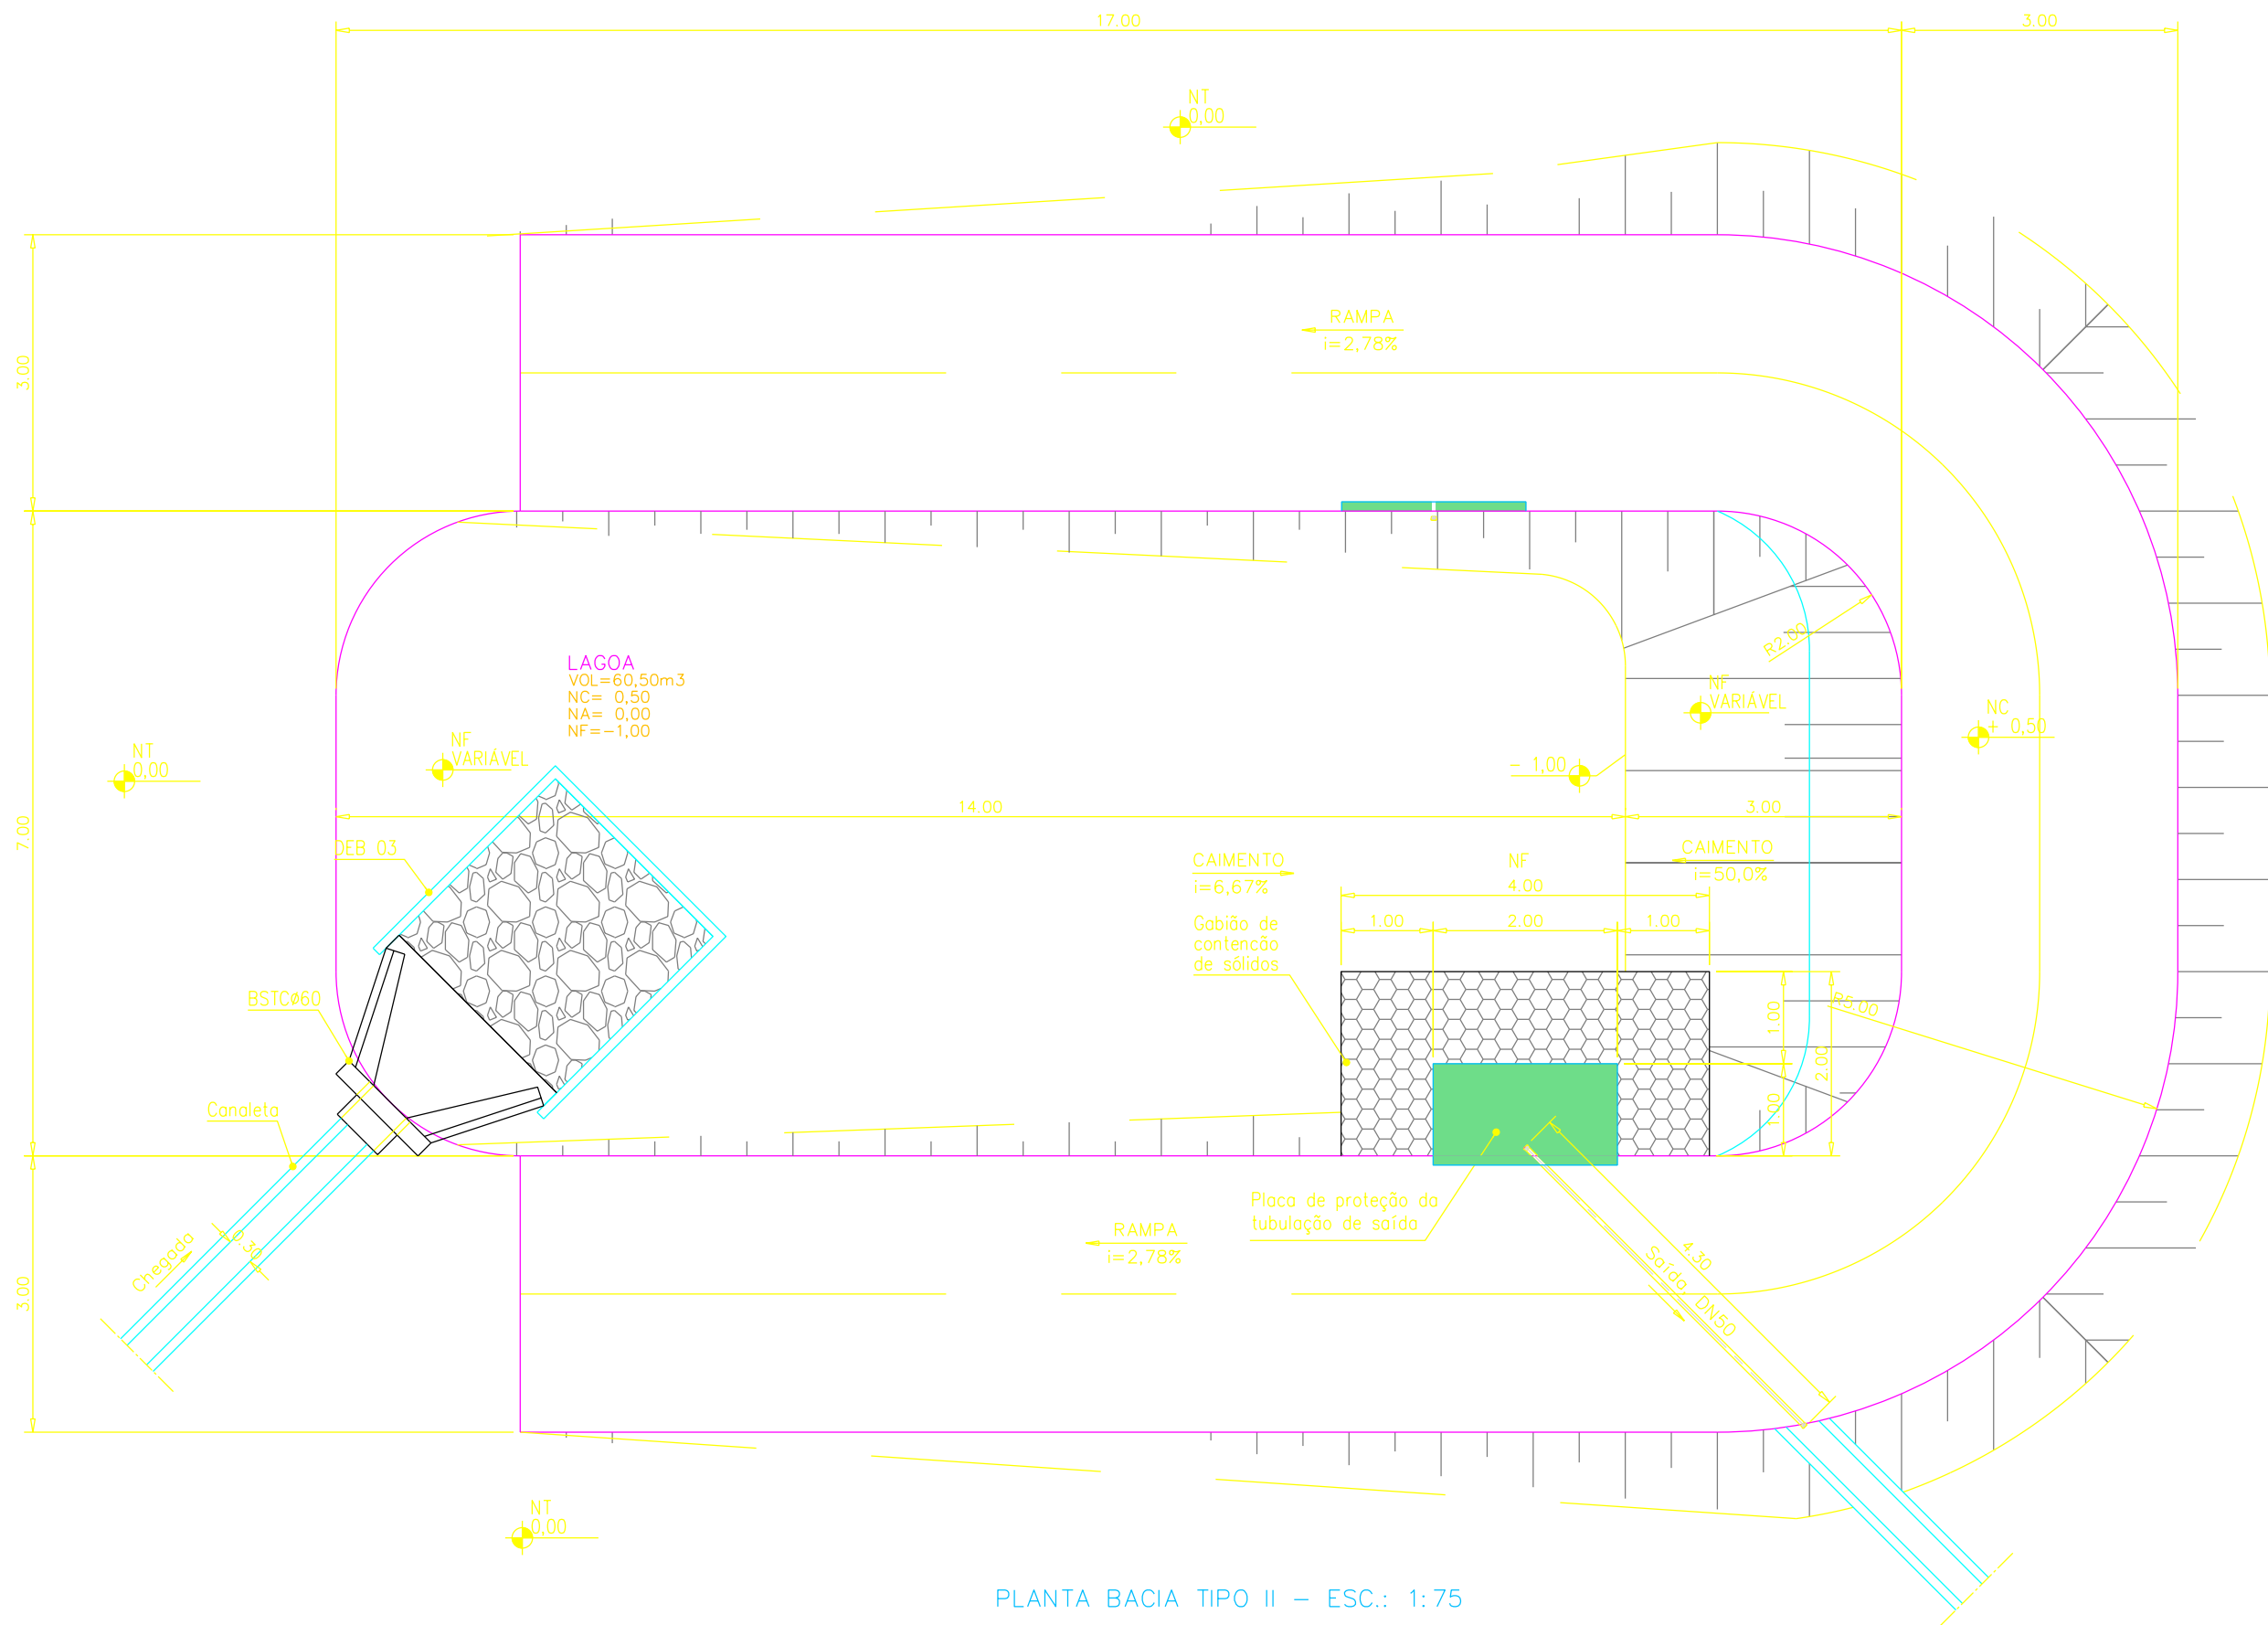 17.00
3.00
NT
0,00
RAMPA
i=2,78%
3.00
R2.00
LAGOA
VOL=60,50m3
NC= 0,50
NA= 0,00
NF=-1,00
NF
VARIÁVEL
NC
+ 0,50
NF
VARIÁVEL
NT
0,00
- 1,00
14.00
3.00
7.00
DEB 03
CAIMENTO
i=6,67%
NF
CAIMENTO
i=50,0%
4.00
1.00
2.00
1.00
Gabião de
contenção
de sólidos
BSTCØ60
R5.00
1.00
2.00
1.00
Canaleta
Placa de proteção da
tubulação de saída
RAMPA
i=2,78%
Chegada
0.30
4.30
Saída, DN50
3.00
NT
0,00
PLANTA BACIA TIPO II - ESC.: 1:75